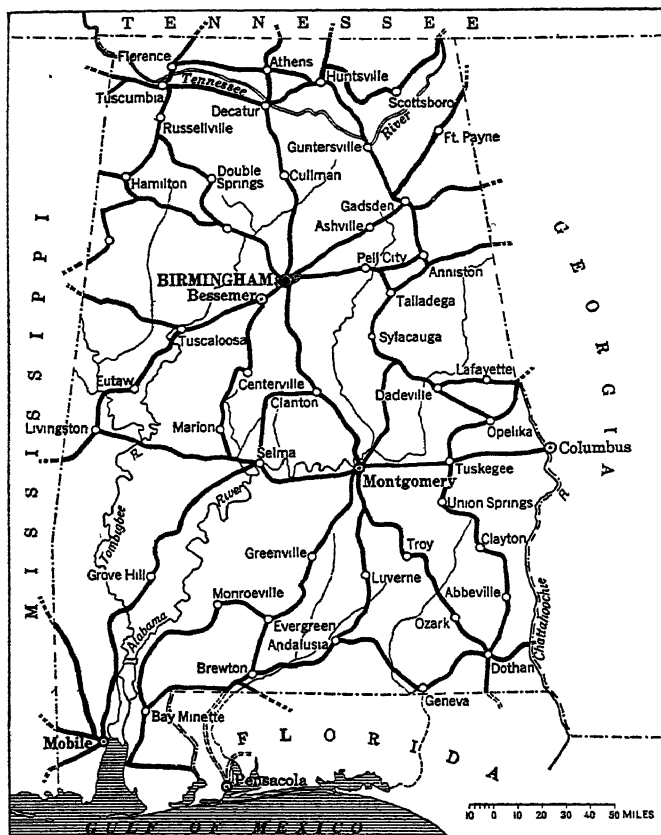 TENNESSEE
Florence
Athens
Huntsville
Tennessee
Tuscumbia
Decatur
Scottsboro
River
Russellville
Guntersville
Ft. Payne
Double
Springs
Cullman
Hamilton
Gadsden
Ashville
MISSISSIPPI
GEORGIA
BIRMINGHAM
Pell City
Anniston
Bessemer
Talladega
Tuscaloosa
Sylacauga
Eutaw
Centerville
Clanton
Dadeville
Lafayette
Livingston
Marion
Opelika
Columbus
R.
Selma
Montgomery
Tuskegee
R.
River
Union Springs
Tombigbee
Greenville
Troy
Clayton
Grove Hill
Monroeville
Luverne
Abbeville
Alabama
Evergreen
Ozark
Andalusia
Chattahoochie
Brewton
Dothan
Geneva
Bay Minette
Mobile
FLORIDA
Pensacola
GULF OF MEXICO
10 0 10 20 30 40 50 MILES